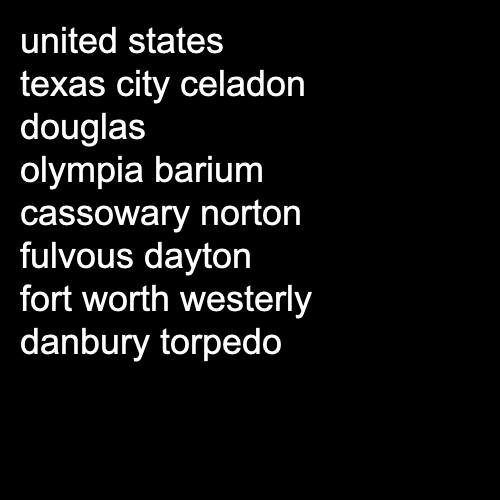 united states
texas city celadon
douglas
olympia barium
cassowary norton
fulvous dayton
fort worth westerly
danbury torpedo